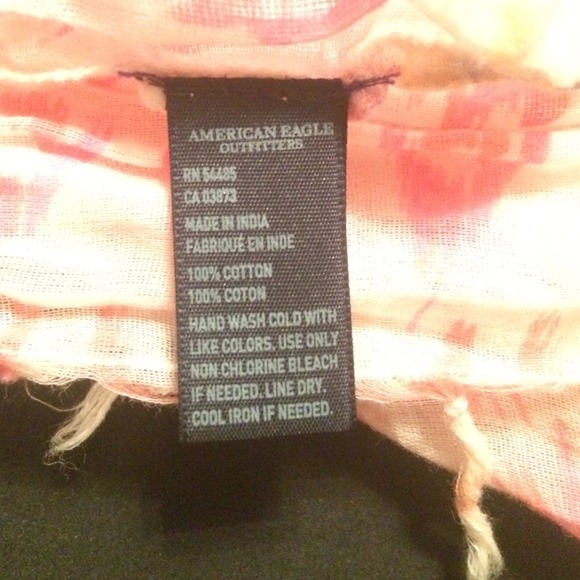 AMERICAN EAGLE
OUTFITTERS
RN 54485
CA 03873
MADE IN INDIA
FABRIQUÉ EN INDE
100% COTTON
100% COTON
HAND WASH COLD WITH
LIKE COLORS. USE ONLY
NON CHLORINE BLEACH
IF NEEDED. LINE DRY.
COOL IRON IF NEEDED.